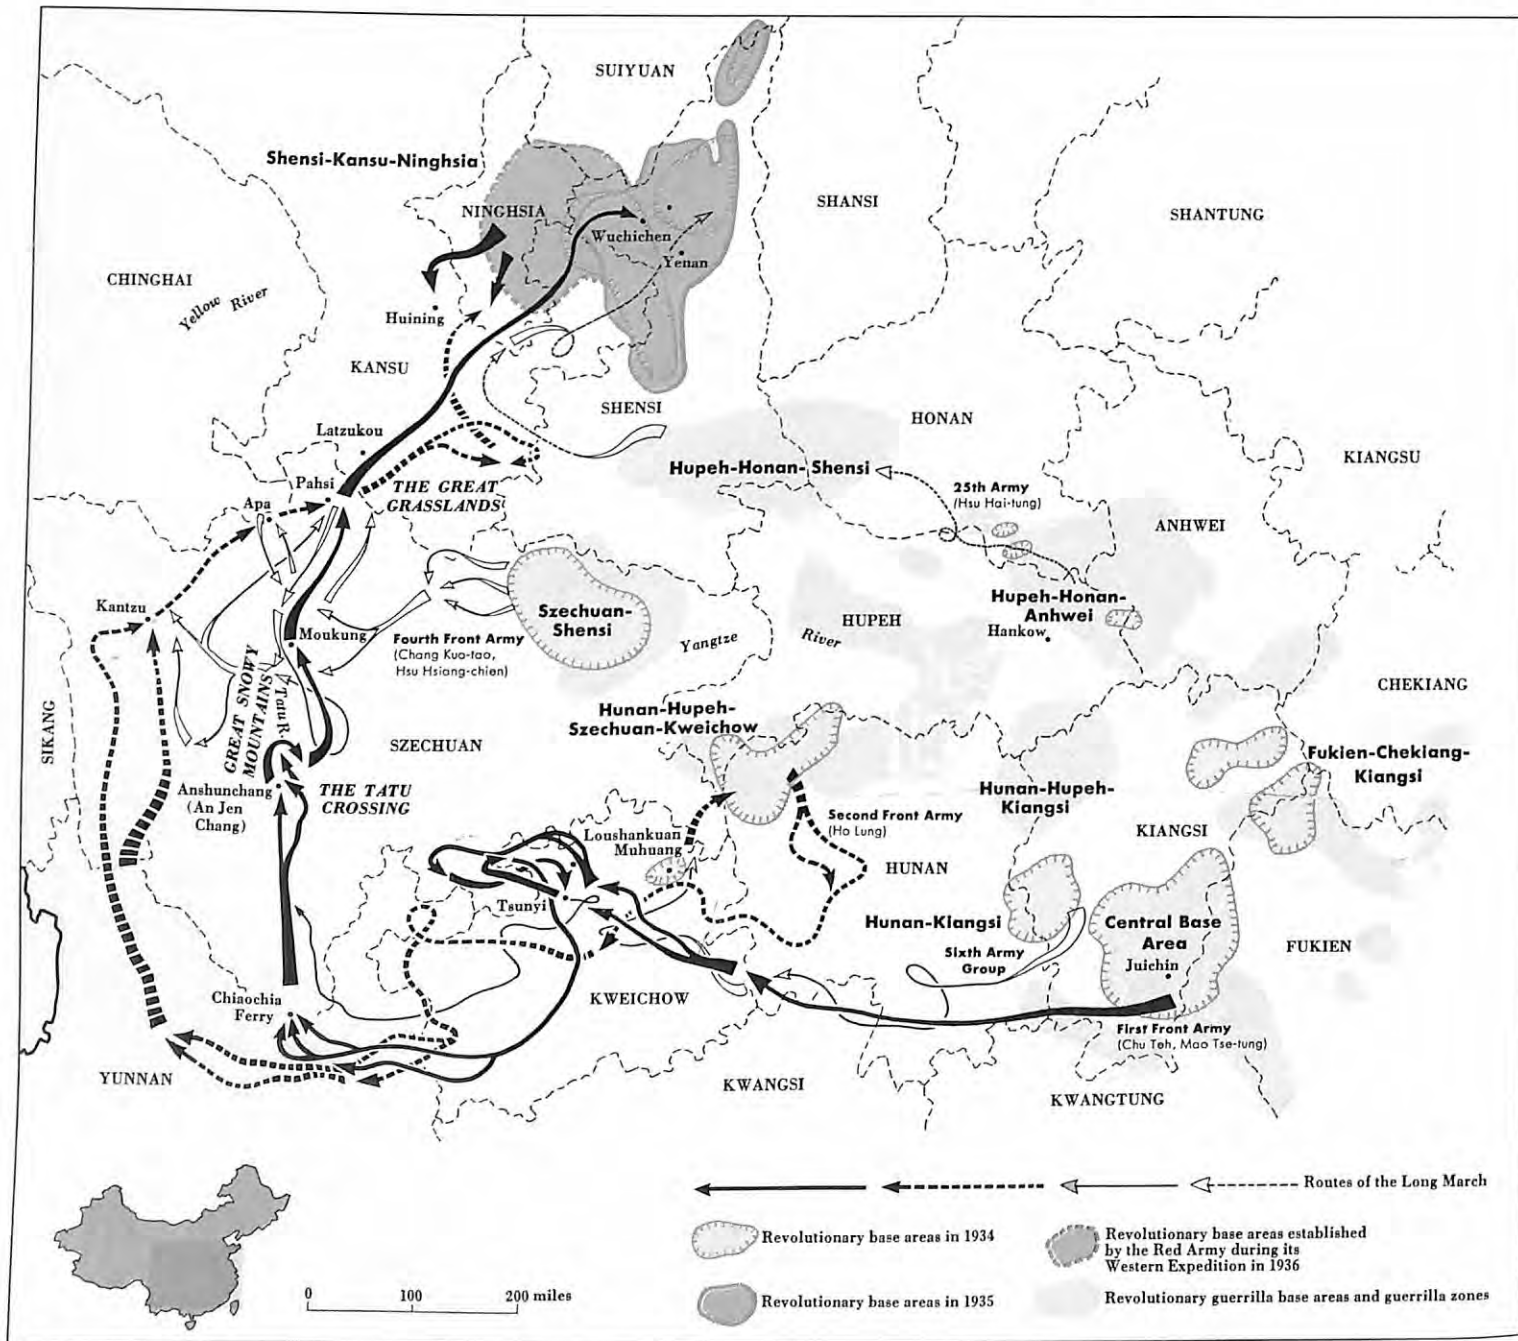 SUIYUAN
Shensi-Kansu-Ninghsia
NINGHSIA
SHANSI
SHANTUNG
Wuchichen
Yenan
CHINGHAI
Yellow River
Huining
KANSU
SHENSI
HONAN
Latzukou
KIANGSU
Hupeh-Honan-Shensi
Pahsi
THE GREAT
GRASSLANDS
25th Army
(Hsu Hai-tung)
Apa
ANHWEI
Kantzu
Szechuan-
Shensi
Hupeh-Honan-
Anhwei
HUPEH
Hankow
Moukung
Fourth Front Army
(Chang Kuo-tao,
Hsu Hsiang-chien)
Yangtze River
CHEKIANG
SIKANG
GREAT SNOWY
MOUNTAINS
Tatu R.
Hunan-Hupeh-
Szechuan-Kweichow
SZECHUAN
Fukien-Chekiang-
Kiangsi
Anshunchang
(An Jen
Chang)
THE TATU
CROSSING
Hunan-Hupeh-
Kiangsi
Second Front Army
(Ho Lung)
KIANGSI
Loushankuan
Muhuang
HUNAN
Tsunyi
Hunan-Kiangsi
Central Base
Area
Juichin
Sixth Army
Group
FUKIEN
Chiaochia
Ferry
KWEICHOW
First Front Army
(Chu Teh, Mao Tse-tung)
YUNNAN
KWANGSI
KWANGTUNG
Routes of the Long March
Revolutionary base areas in 1934
Revolutionary base areas established
by the Red Army during its
Western Expedition in 1936
0 100 200 miles
Revolutionary base areas in 1935
Revolutionary guerrilla base areas and guerrilla zones